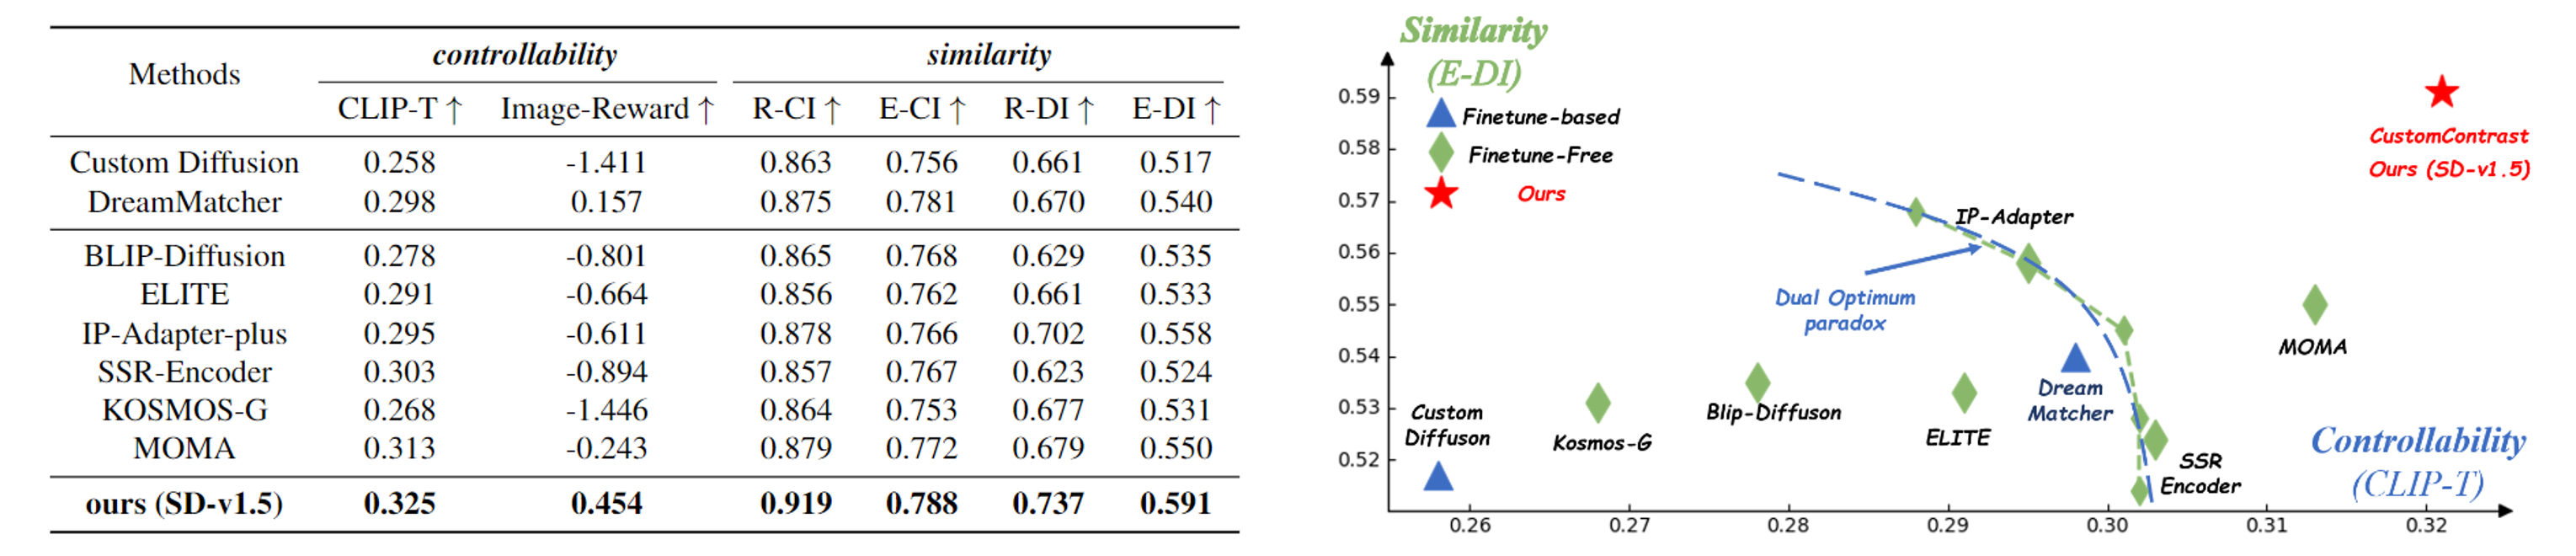 Methods controllability similarity
CLIP-T ↑ Image-Reward ↑ R-CI ↑ E-CI ↑ R-DI ↑ E-DI ↑
Custom Diffusion 0.258 -1.411 0.863 0.756 0.661 0.517
DreamMatcher 0.298 0.157 0.875 0.781 0.670 0.540
BLIP-Diffusion 0.278 -0.801 0.865 0.768 0.629 0.535
ELITE 0.291 -0.664 0.856 0.762 0.661 0.533
IP-Adapter-plus 0.295 -0.611 0.878 0.766 0.702 0.558
SSR-Encoder 0.303 -0.894 0.857 0.767 0.623 0.524
KOSMOS-G 0.268 -1.446 0.864 0.753 0.677 0.531
MOMA 0.313 -0.243 0.879 0.772 0.679 0.550
ours (SD-v1.5) 0.325 0.454 0.919 0.788 0.737 0.591
Similarity
(E-DI)
Finetune-based
Finetune-Free
Ours
CustomContrast
Ours (SD-v1.5)
IP-Adapter
Dual Optimum
paradox
MOMA
Dream
Matcher
Custom
Diffuson
Kosmos-G
Blip-Diffuson
ELITE
SSR
Encoder
Controllability
(CLIP-T)
0.59
0.58
0.57
0.56
0.55
0.54
0.53
0.52
0.26 0.27 0.28 0.29 0.30 0.31 0.32